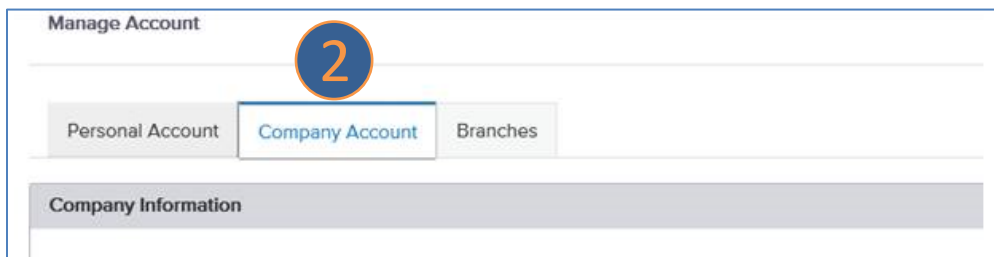 Manage Account
2
Personal Account Company Account Branches
Company Information